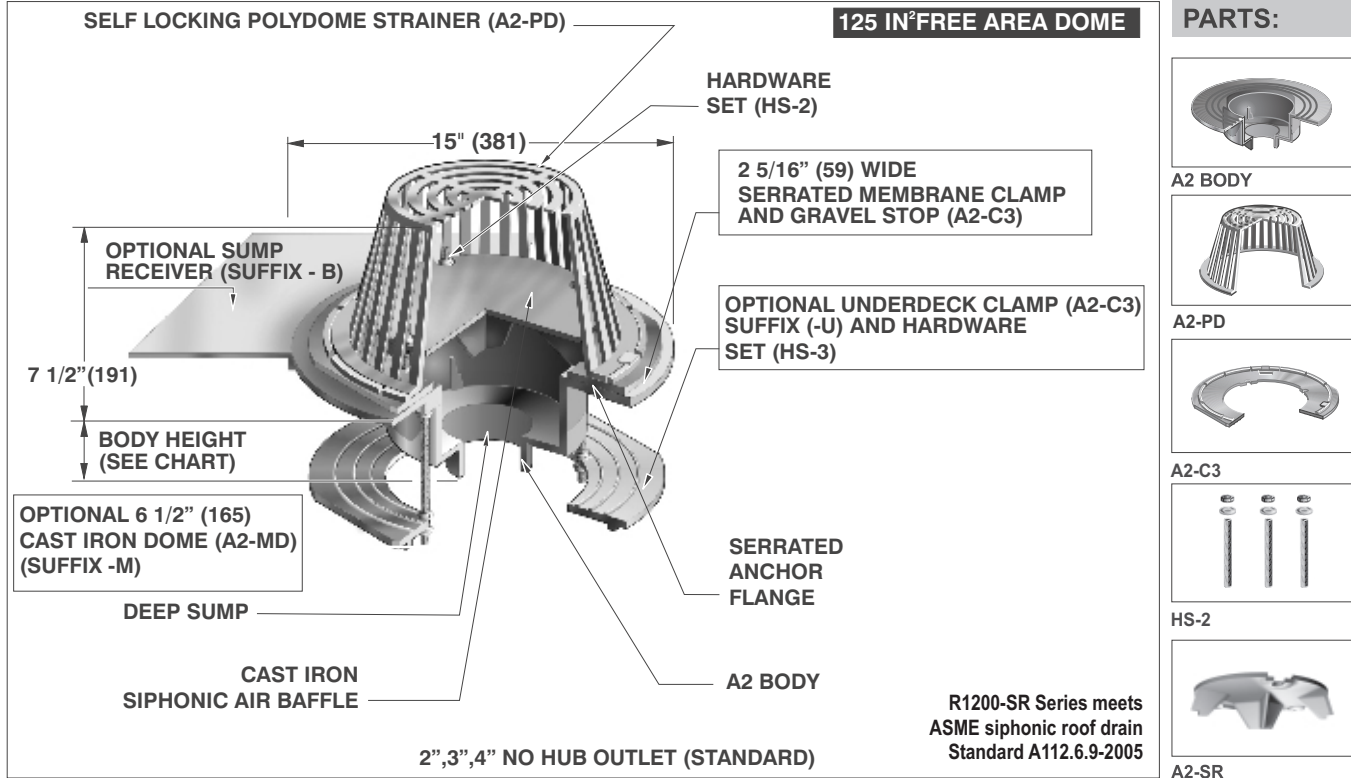 SELF LOCKING POLYDOME STRAINER (A2-PD)
125 IN²FREE AREA DOME
HARDWARE
SET (HS-2)
15" (381)
2 5/16” (59) WIDE
SERRATED MEMBRANE CLAMP
AND GRAVEL STOP (A2-C3)
OPTIONAL SUMP
RECEIVER (SUFFIX - B)
OPTIONAL UNDERDECK CLAMP (A2-C3)
SUFFIX (-U) AND HARDWARE
SET (HS-3)
7 1/2”(191)
BODY HEIGHT
(SEE CHART)
OPTIONAL 6 1/2” (165)
CAST IRON DOME (A2-MD)
(SUFFIX -M)
SERRATED
ANCHOR
FLANGE
DEEP SUMP
CAST IRON
SIPHONIC AIR BAFFLE
A2 BODY
R1200-SR Series meets
ASME siphonic roof drain
Standard A112.6.9-2005
2”,3”,4” NO HUB OUTLET (STANDARD)
PARTS:
A2 BODY
A2-PD
A2-C3
HS-2
A2-SR